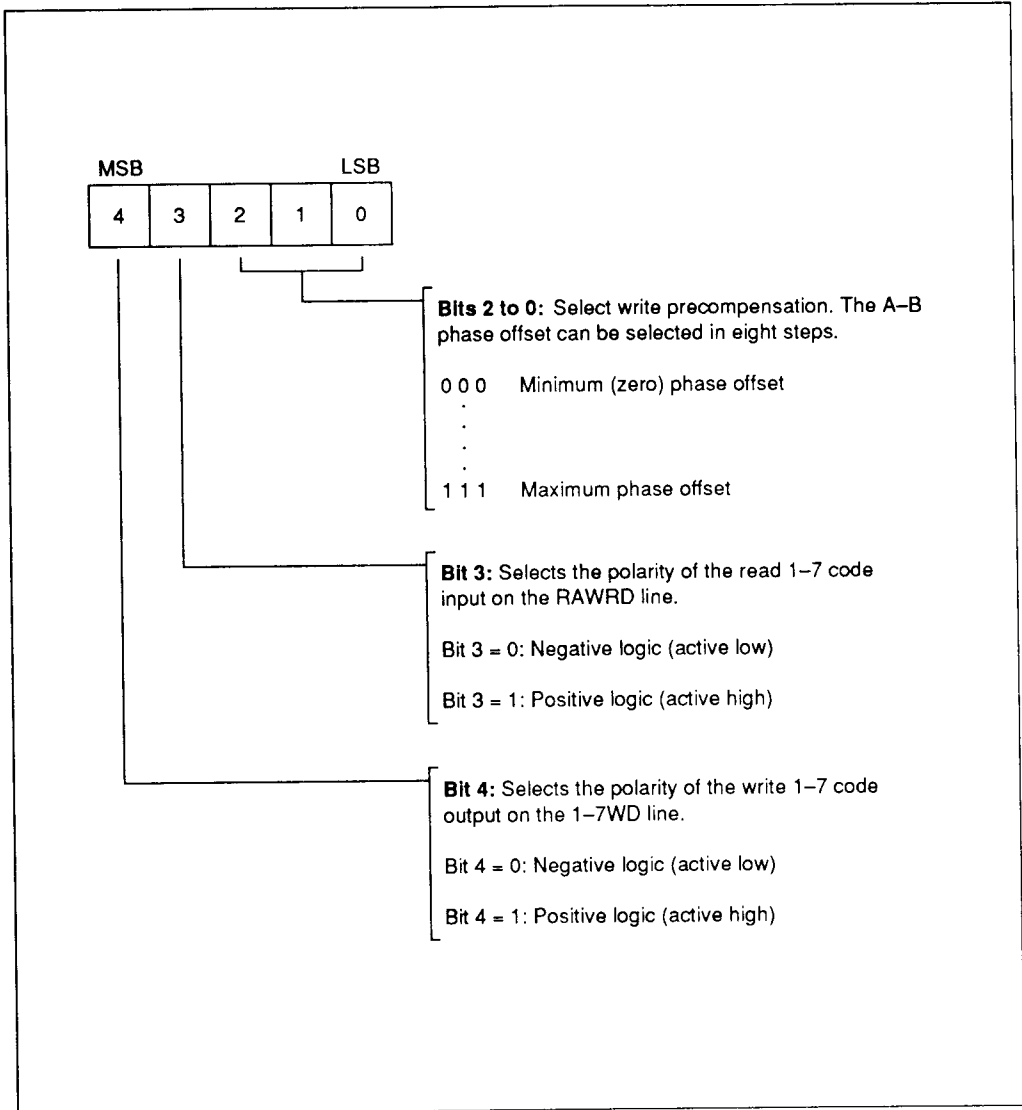 MSB LSB
4 3 2 1 0
Bits 2 to 0: Select write precompensation. The A–B
phase offset can be selected in eight steps.
0 0 0 Minimum (zero) phase offset
.
.
.
.
1 1 1 Maximum phase offset
Bit 3: Selects the polarity of the read 1–7 code
input on the RAWRD line.
Bit 3 = 0: Negative logic (active low)
Bit 3 = 1: Positive logic (active high)
Bit 4: Selects the polarity of the write 1–7 code
output on the 1–7WD line.
Bit 4 = 0: Negative logic (active low)
Bit 4 = 1: Positive logic (active high)